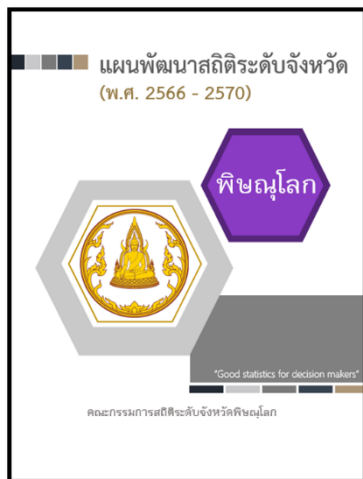 แผนพัฒนาสถิติระดับจังหวัด
(พ.ศ. 2566 - 2570)
พิษณุโลก
"Good statistics for decision makers"
คณะกรรมการสถิติระดับจังหวัดพิษณุโลก